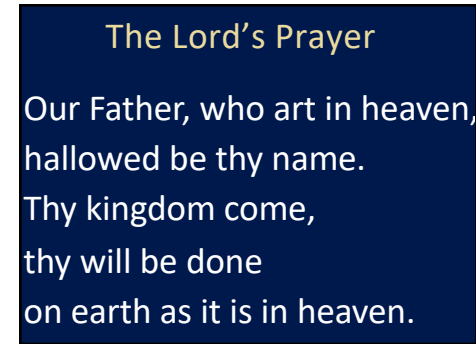 The Lord’s Prayer
Our Father, who art in heaven,
hallowed be thy name.
Thy kingdom come,
thy will be done
on earth as it is in heaven.